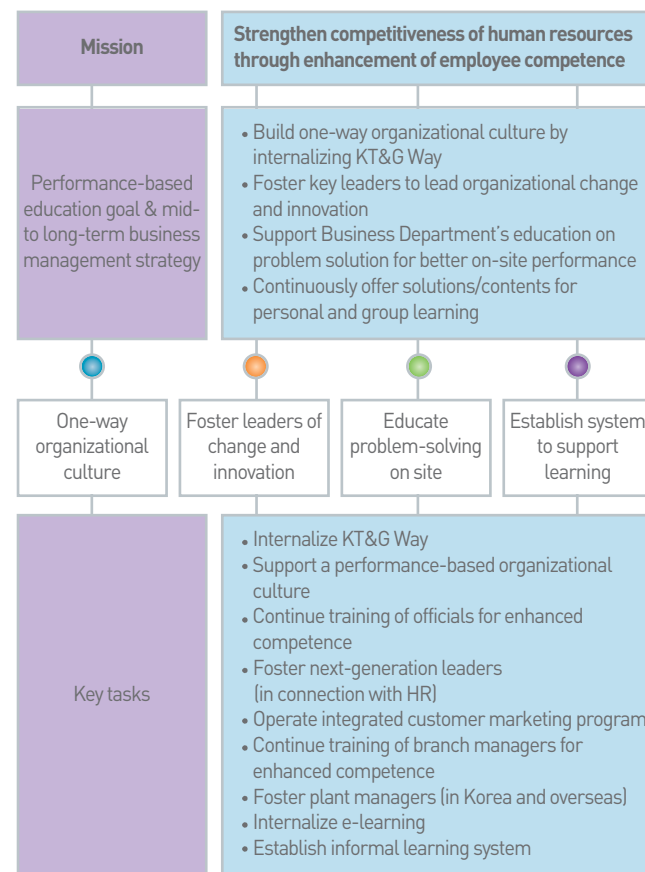 Mission
Strengthen competitiveness of human resources
through enhancement of employee competence
Performance-based
education goal & mid-
to long-term business
management strategy
• Build one-way organizational culture by
internalizing KT&G Way
• Foster key leaders to lead organizational change
and innovation
• Support Business Department's education on
problem solution for better on-site performance
• Continuously offer solutions/contents for
personal and group learning
One-way
organizational
culture
Foster leaders of
change and
innovation
Educate
problem-solving
on site
Establish system
to support
learning
Key tasks
• Internalize KT&G Way
• Support a performance-based organizational
culture
• Continue training of officials for enhanced
competence
• Foster next-generation leaders
(in connection with HR)
• Operate integrated customer marketing program
• Continue training of branch managers for
enhanced competence
• Foster plant managers (in Korea and overseas)
• Internalize e-learning
• Establish informal learning system